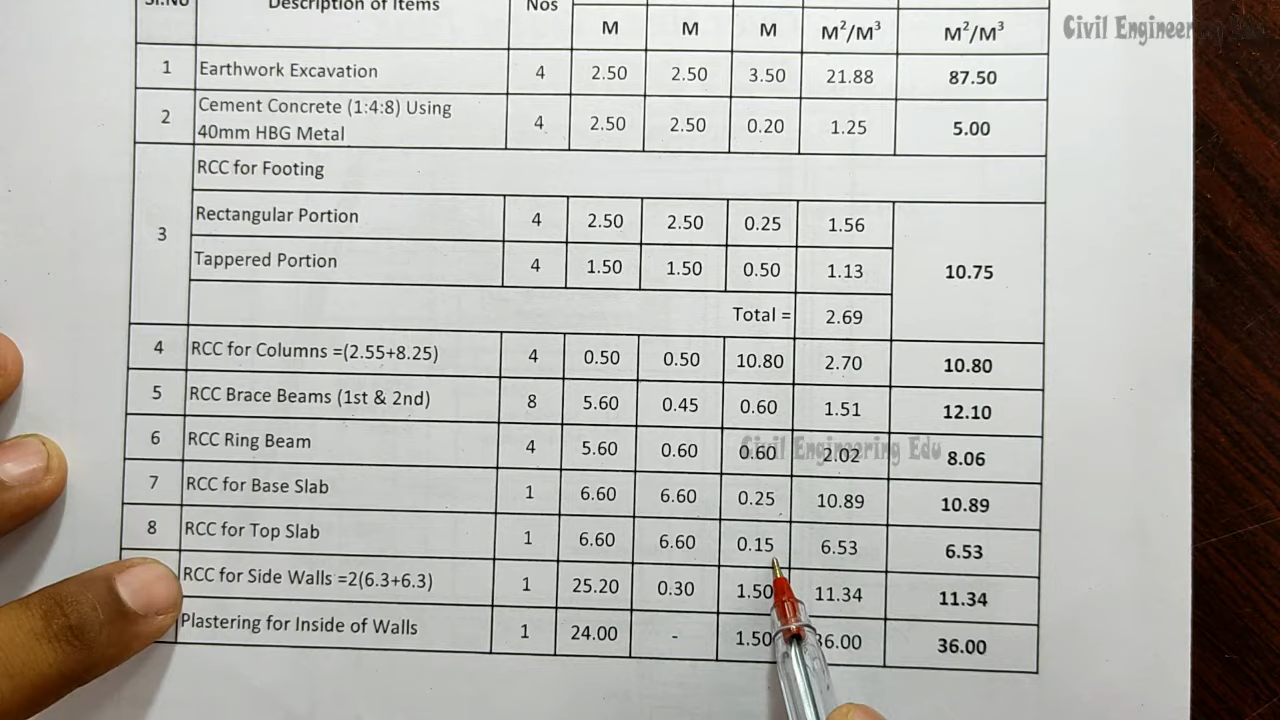 Sl.No Description of Items Nos
M M M M²/M³ M²/M³
Civil Engineering Edu
1 Earthwork Excavation 4 2.50 2.50 3.50 21.88 87.50
2 Cement Concrete (1:4:8) Using
40mm HBG Metal 4 2.50 2.50 0.20 1.25 5.00
3 RCC for Footing
Rectangular Portion 4 2.50 2.50 0.25 1.56
Tappered Portion 4 1.50 1.50 0.50 1.13 10.75
Total = 2.69
4 RCC for Columns =(2.55+8.25) 4 0.50 0.50 10.80 2.70 10.80
5 RCC Brace Beams (1st & 2nd) 8 5.60 0.45 0.60 1.51 12.10
6 RCC Ring Beam 4 5.60 0.60 0.60 2.02 8.06
Civil Engineering Edu
7 RCC for Base Slab 1 6.60 6.60 0.25 10.89 10.89
8 RCC for Top Slab 1 6.60 6.60 0.15 6.53 6.53
RCC for Side Walls =2(6.3+6.3) 1 25.20 0.30 1.50 11.34 11.34
Plastering for Inside of Walls 1 24.00 - 1.50 36.00 36.00